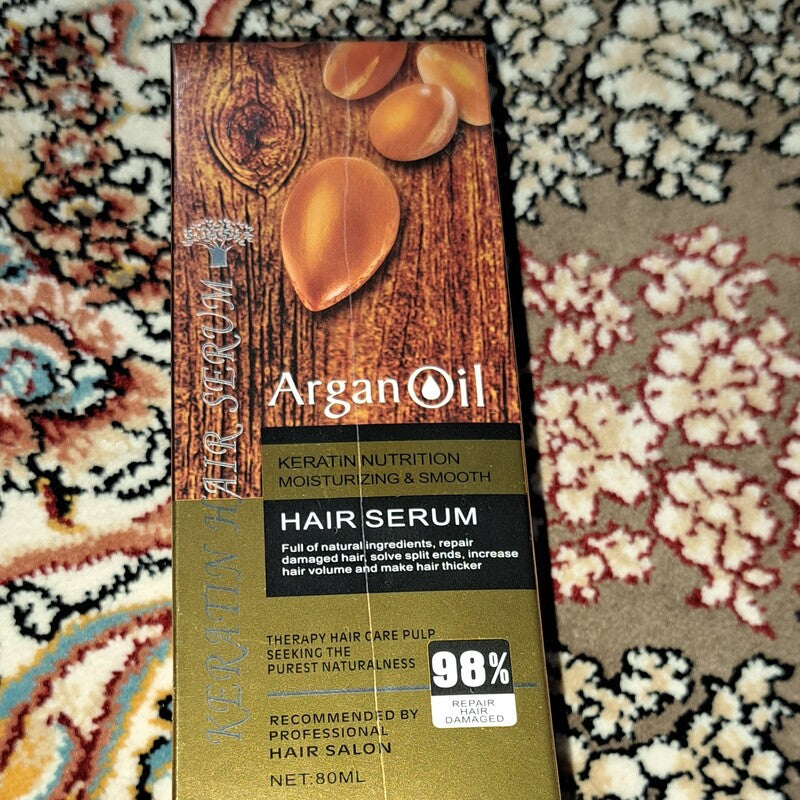 KERATIN HAIR SERUM
Argan Oil
KERATiN NUTRITION
MOISTURIZING & SMOOTH
HAIR SERUM
Full of natural ingredients, repair
damaged hair, solve split ends, increase
hair volume and make hair thicker
THERAPY HAIR CARE PULP
SEEKING THE
PUREST NATURALNESS
98%
REPAIR
HAIR
DAMAGED
RECOMMENDED BY
PROFESSIONAL
HAIR SALON
NET:80ML